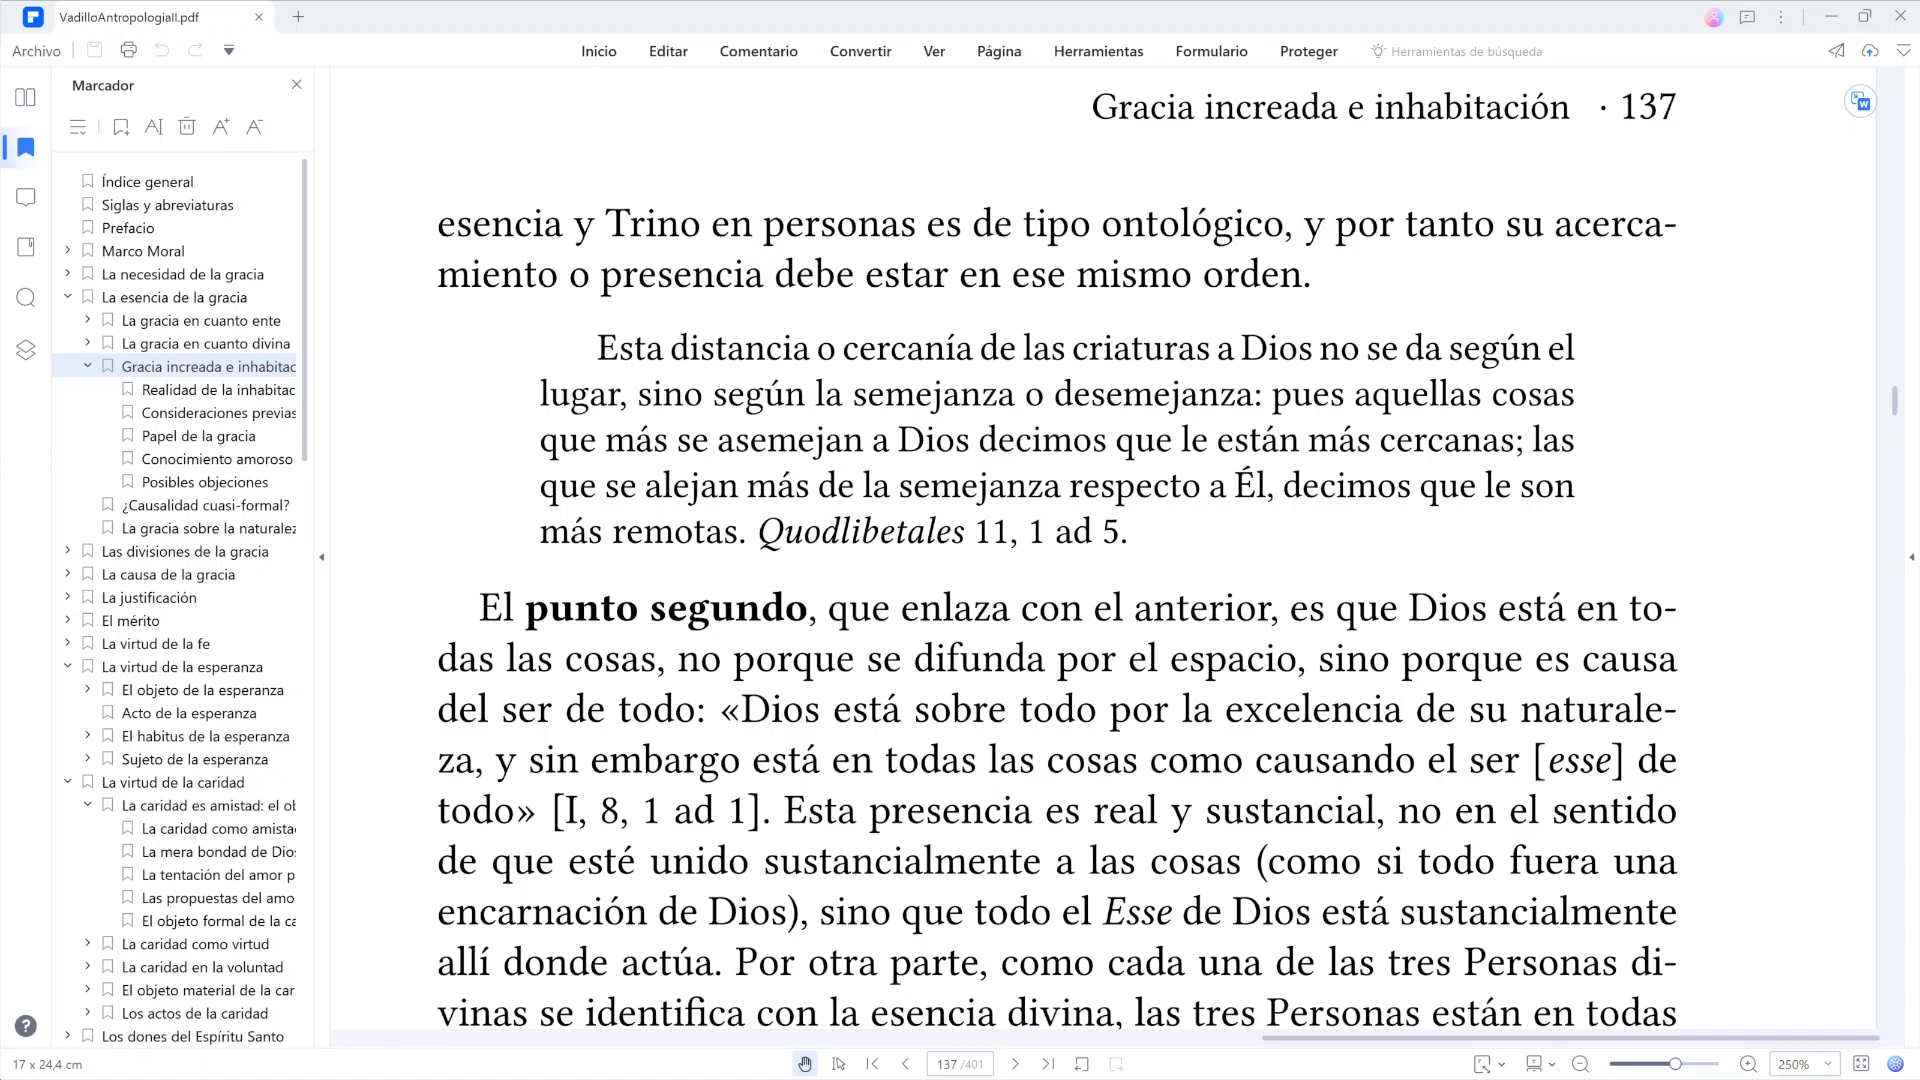 VadilloAntropologiaII.pdf
Archivo
Inicio
Editar
Comentario
Convertir
Ver
Página
Herramientas
Formulario
Proteger
Herramientas de búsqueda
Marcador
Índice general
Siglas y abreviaturas
Prefacio
Marco Moral
La necesidad de la gracia
La esencia de la gracia
La gracia en cuanto ente
La gracia en cuanto divina
Gracia increada e inhabitac
Realidad de la inhabitac
Consideraciones previas
Papel de la gracia
Conocimiento amoroso
Posibles objeciones
¿Causalidad cuasi-formal?
La gracia sobre la naturalez
Las divisiones de la gracia
La causa de la gracia
La justificación
El mérito
La virtud de la fe
La virtud de la esperanza
El objeto de la esperanza
Acto de la esperanza
El habitus de la esperanza
Sujeto de la esperanza
La virtud de la caridad
La caridad es amistad: el ob
La caridad como amista
La mera bondad de Dio
La tentación del amor p
Las propuestas del amo
El objeto formal de la ca
La caridad como virtud
La caridad en la voluntad
El objeto material de la car
Los actos de la caridad
Los dones del Espíritu Santo
Gracia increada e inhabitación · 137
esencia y Trino en personas es de tipo ontológico, y por tanto su acerca-
miento o presencia debe estar en ese mismo orden.
Esta distancia o cercanía de las criaturas a Dios no se da según el
lugar, sino según la semejanza o desemejanza: pues aquellas cosas
que más se asemejan a Dios decimos que le están más cercanas; las
que se alejan más de la semejanza respecto a Él, decimos que le son
más remotas. Quodlibetales 11, 1 ad 5.
El punto segundo, que enlaza con el anterior, es que Dios está en to-
das las cosas, no porque se difunda por el espacio, sino porque es causa
del ser de todo: «Dios está sobre todo por la excelencia de su naturale-
za, y sin embargo está en todas las cosas como causando el ser [esse] de
todo» [I, 8, 1 ad 1]. Esta presencia es real y sustancial, no en el sentido
de que esté unido sustancialmente a las cosas (como si todo fuera una
encarnación de Dios), sino que todo el Esse de Dios está sustancialmente
allí donde actúa. Por otra parte, como cada una de las tres Personas di-
vinas se identifica con la esencia divina, las tres Personas están en todas
17 x 24,4 cm
137 /401
250%